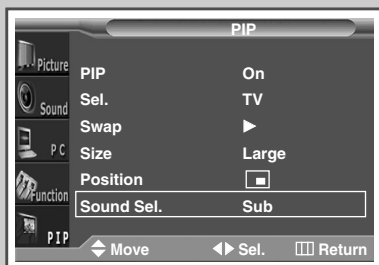 PIP
Picture
Sound
PC
Function
PIP
PIP On
Sel. TV
Swap
Size Large
Position
Sound Sel. Sub
Move Sel. Return